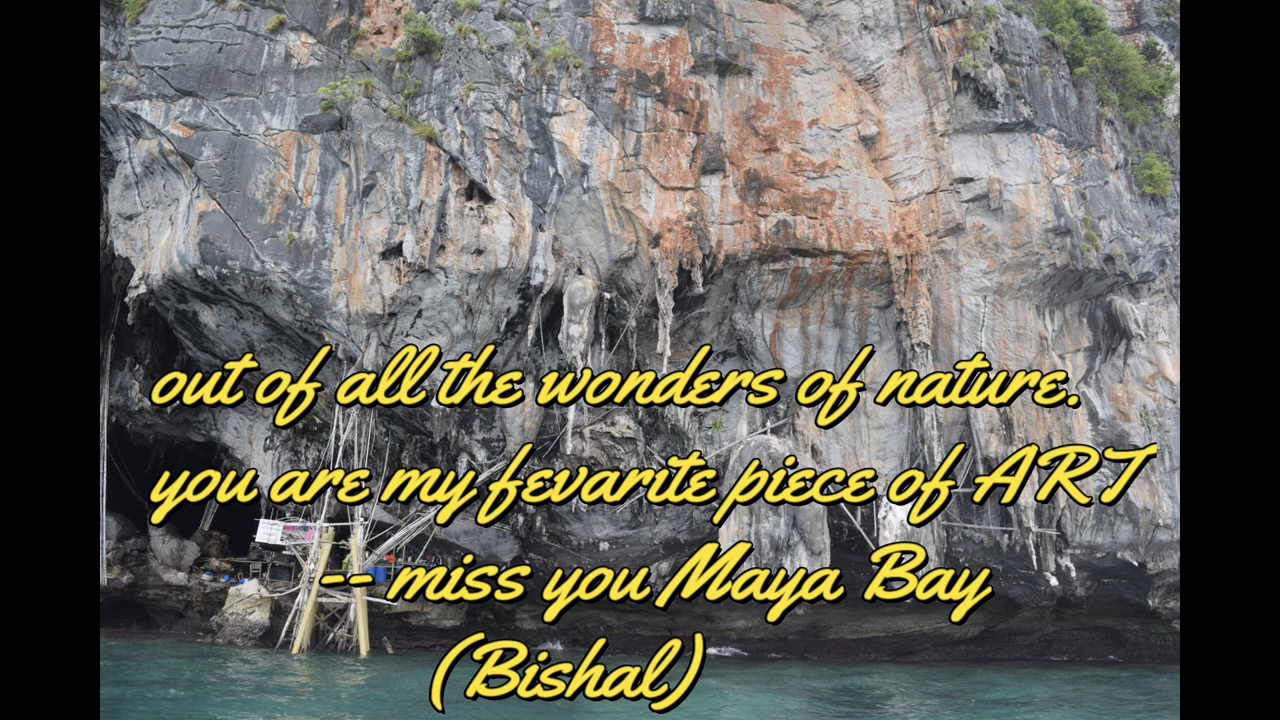 out of all the wonders of nature.
you are my fevarite piece of ART
-- miss you Maya Bay
(Bishal)